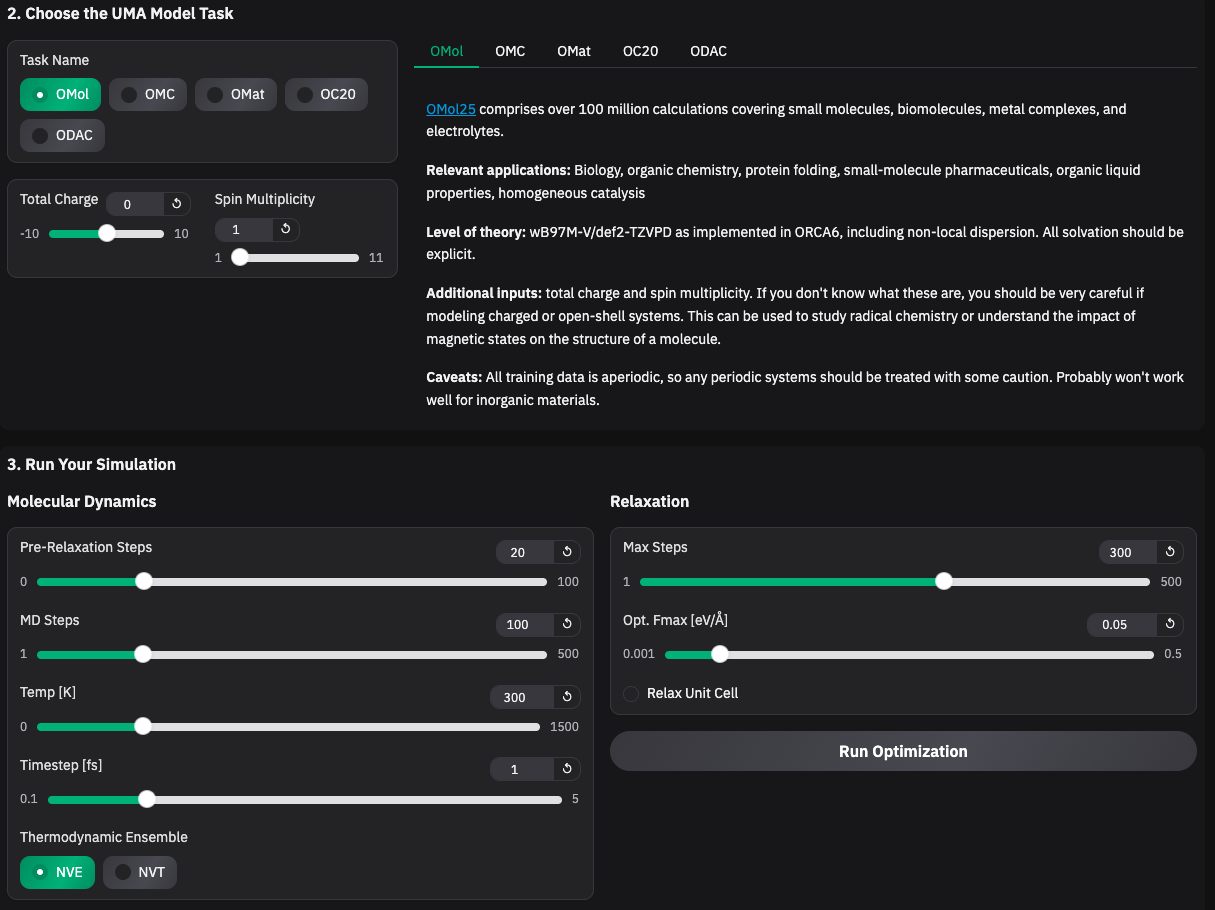 2. Choose the UMA Model Task
Task Name
OMol
OMC
OMat
OC20
ODAC
Total Charge
0
-10
10
Spin Multiplicity
1
1
11
OMol
OMC
OMat
OC20
ODAC
OMol25 comprises over 100 million calculations covering small molecules, biomolecules, metal complexes, and
electrolytes.
Relevant applications: Biology, organic chemistry, protein folding, small-molecule pharmaceuticals, organic liquid
properties, homogeneous catalysis
Level of theory: wB97M-V/def2-TZVPD as implemented in ORCA6, including non-local dispersion. All solvation should be
explicit.
Additional inputs: total charge and spin multiplicity. If you don't know what these are, you should be very careful if
modeling charged or open-shell systems. This can be used to study radical chemistry or understand the impact of
magnetic states on the structure of a molecule.
Caveats: All training data is aperiodic, so any periodic systems should be treated with some caution. Probably won't work
well for inorganic materials.
3. Run Your Simulation
Molecular Dynamics
Pre-Relaxation Steps
20
0
100
MD Steps
100
1
500
Temp [K]
300
0
1500
Timestep [fs]
1
0.1
5
Thermodynamic Ensemble
NVE
NVT
Relaxation
Max Steps
300
1
500
Opt. Fmax [eV/Å]
0.05
0.001
0.5
Relax Unit Cell
Run Optimization